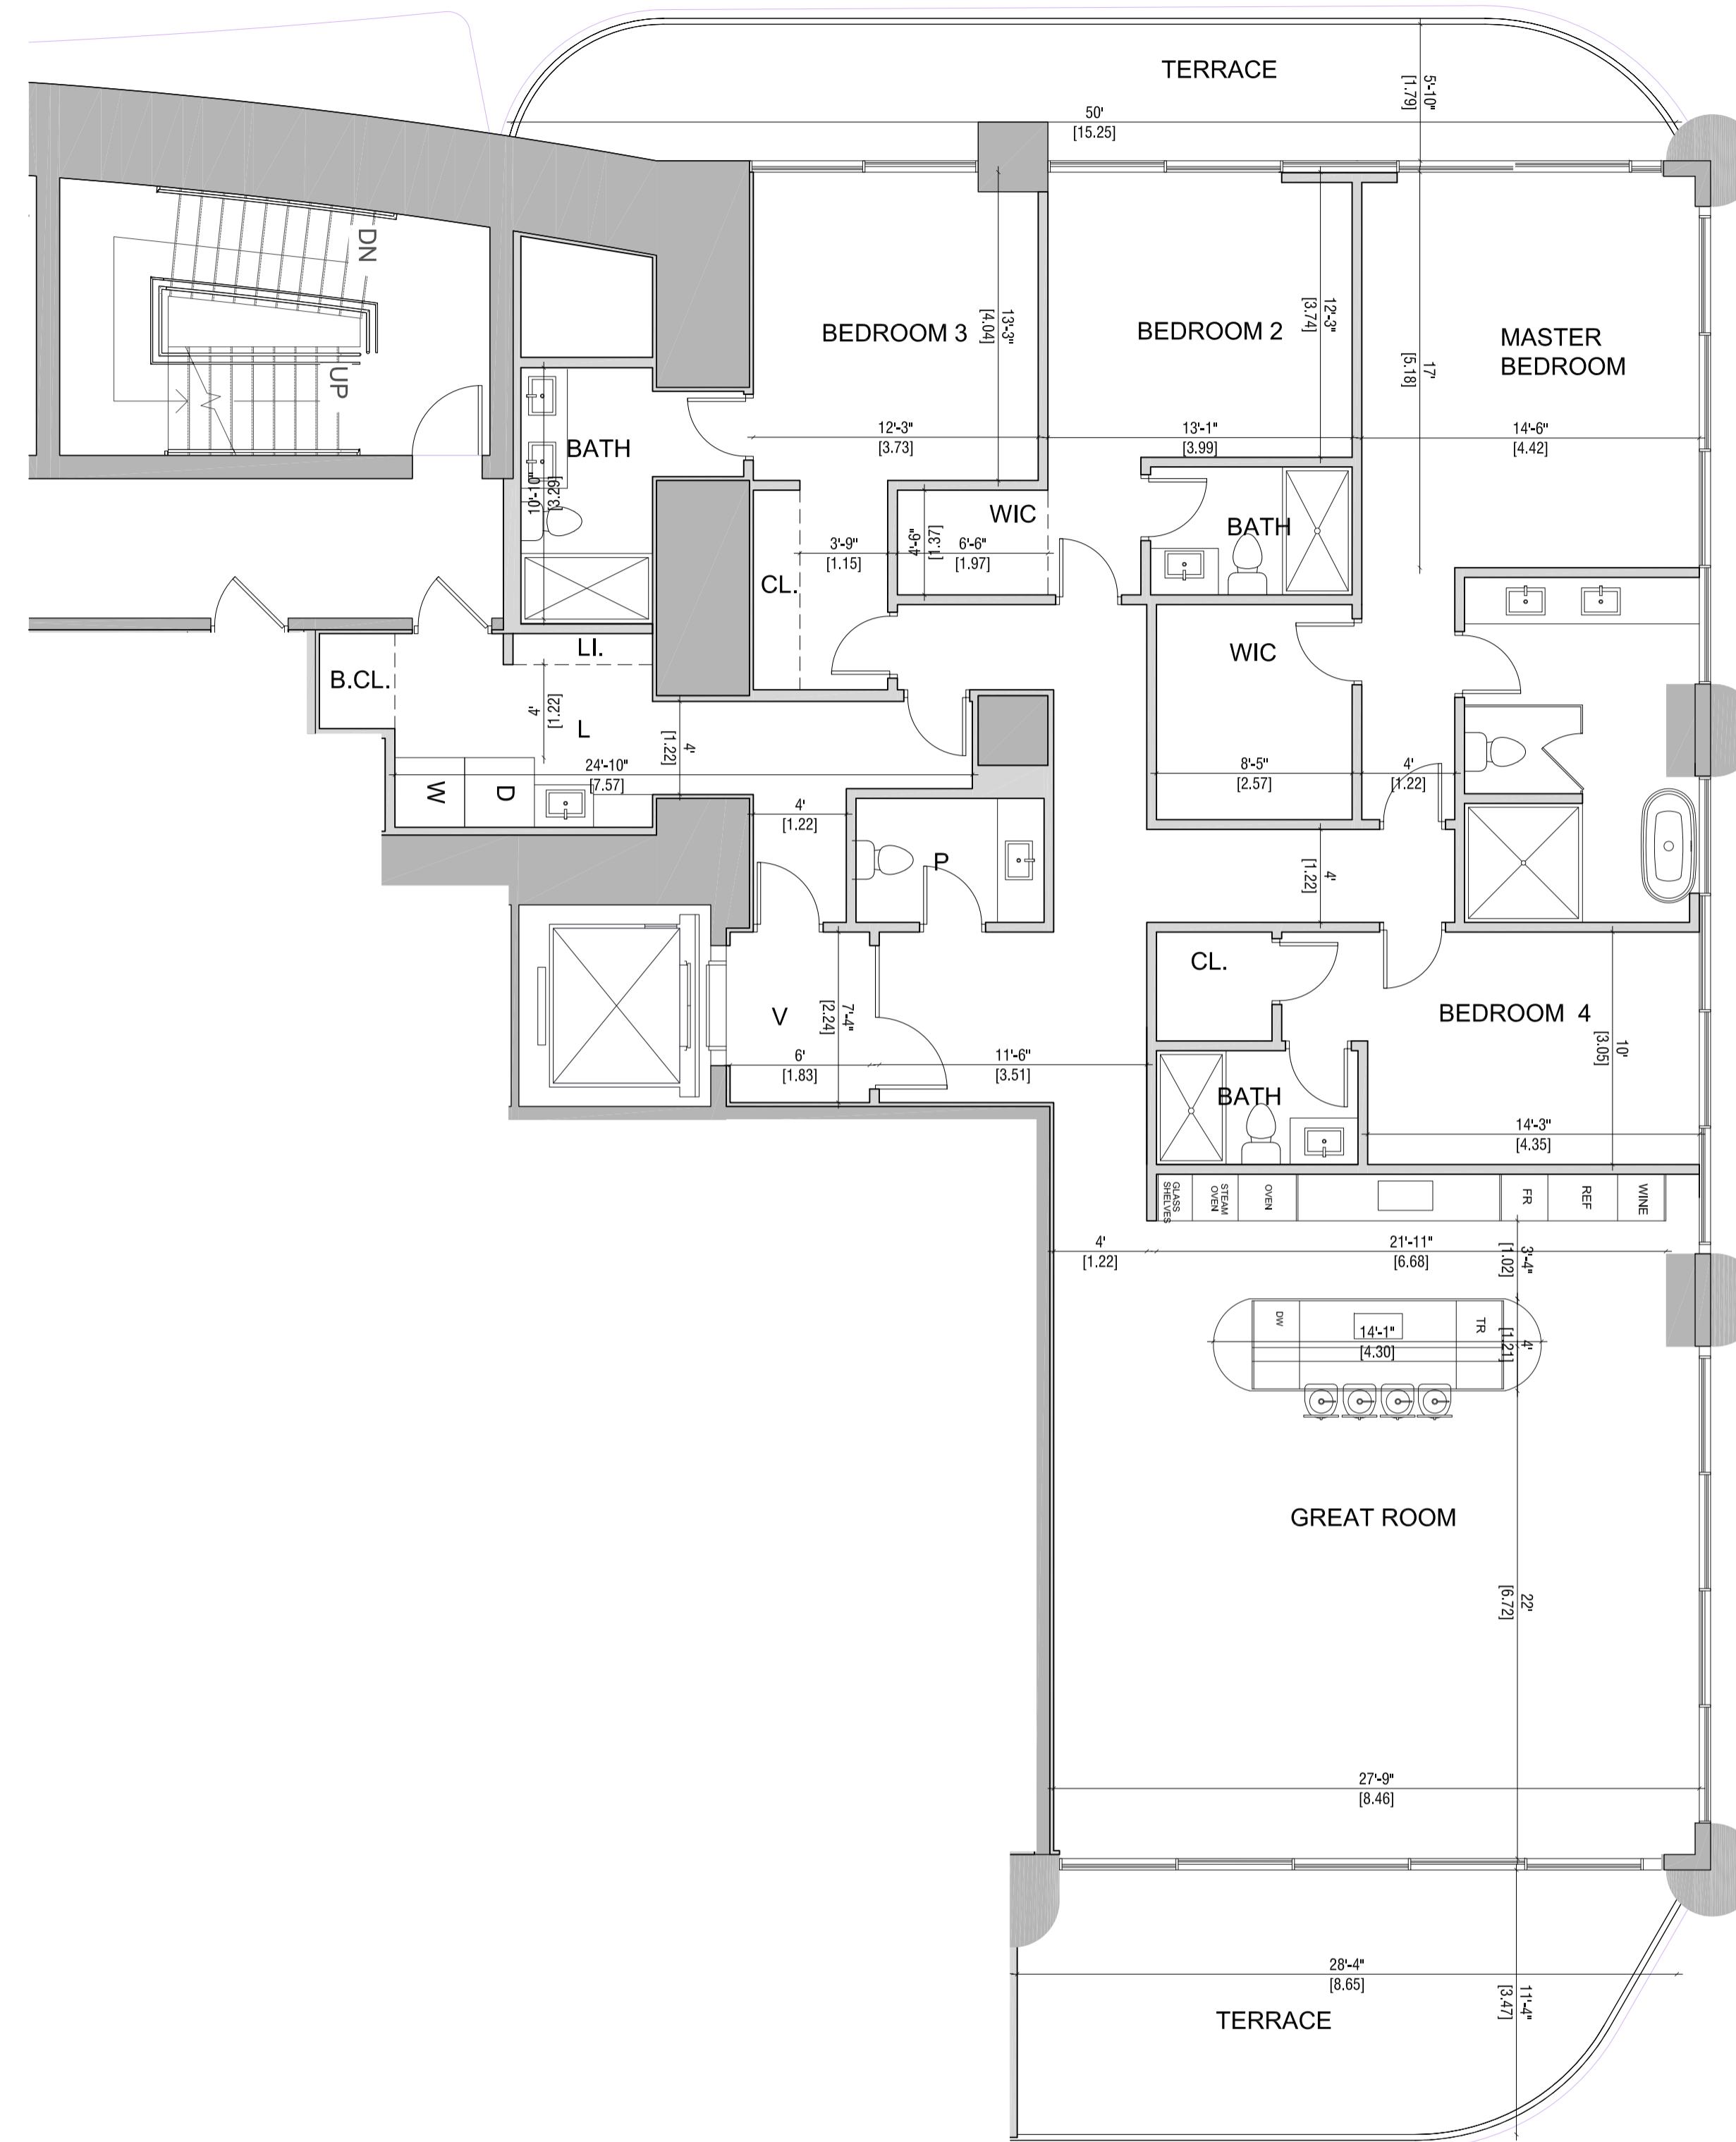 TERRACE
5'-10"
[1.79]
50'
[15.25]
DN
UP
BEDROOM 3
13'-3"
[4.04]
BEDROOM 2
12'-3"
[3.74]
MASTER
BEDROOM
17'
[5.18]
12'-3"
[3.73]
13'-1"
[3.99]
14'-6"
[4.42]
BATH
10'-10"
[3.29]
WIC
4'-6"
[1.37]
6'-6"
[1.97]
3'-9"
[1.15]
CL.
BATH
LI.
B.CL.
4'
[1.22]
L
WIC
4'
[1.22]
24'-10"
[7.57]
W
D
8'-5"
[2.57]
4'
[1.22]
4'
[1.22]
P
4'
[1.22]
CL.
V
7'-4"
[2.24]
6'
[1.83]
11'-6"
[3.51]
BEDROOM 4
10'
[3.05]
BATH
14'-3"
[4.35]
GLASS
SHELVES
STEAM
OVEN
OVEN
FR
REF
WINE
4'
[1.22]
21'-11"
[6.68]
3'-4"
[1.02]
DW
14'-1"
[4.30]
TR
4'
[1.21]
GREAT ROOM
22'
[6.72]
27'-9"
[8.46]
28'-4"
[8.65]
11'-4"
[3.47]
TERRACE